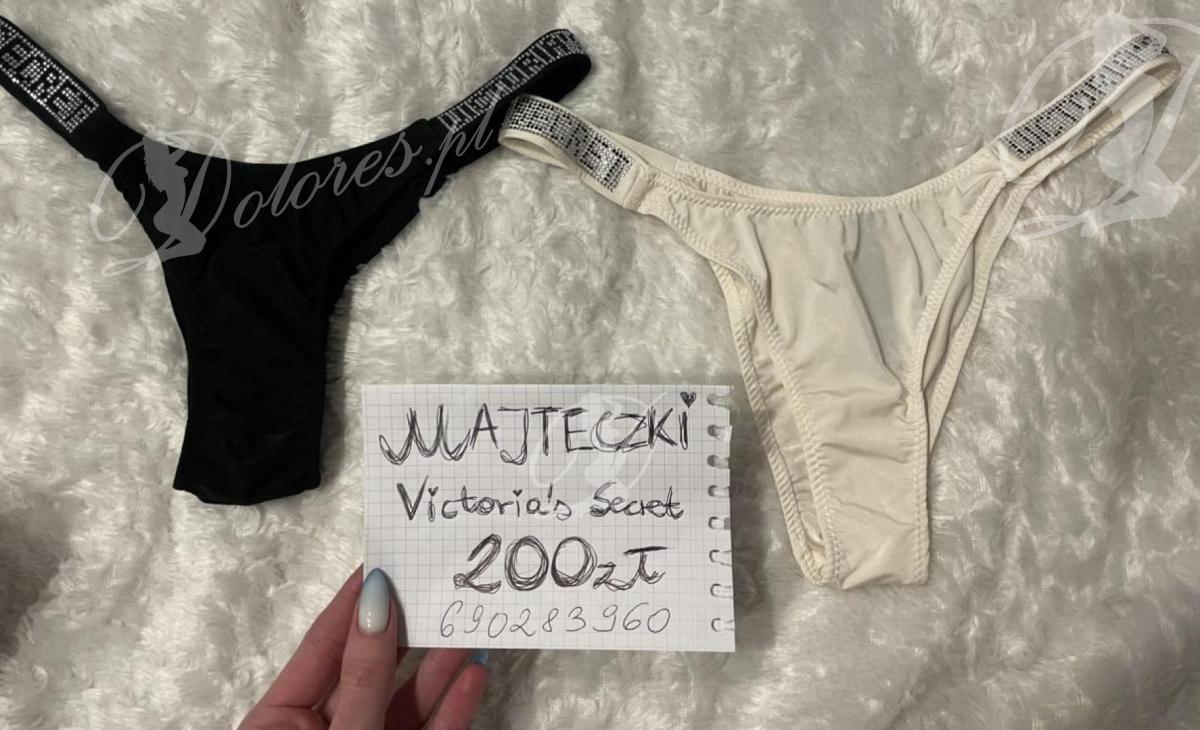 Dolores.pl
MAJTECZKI
Victoria's Secret
200zł
690283960